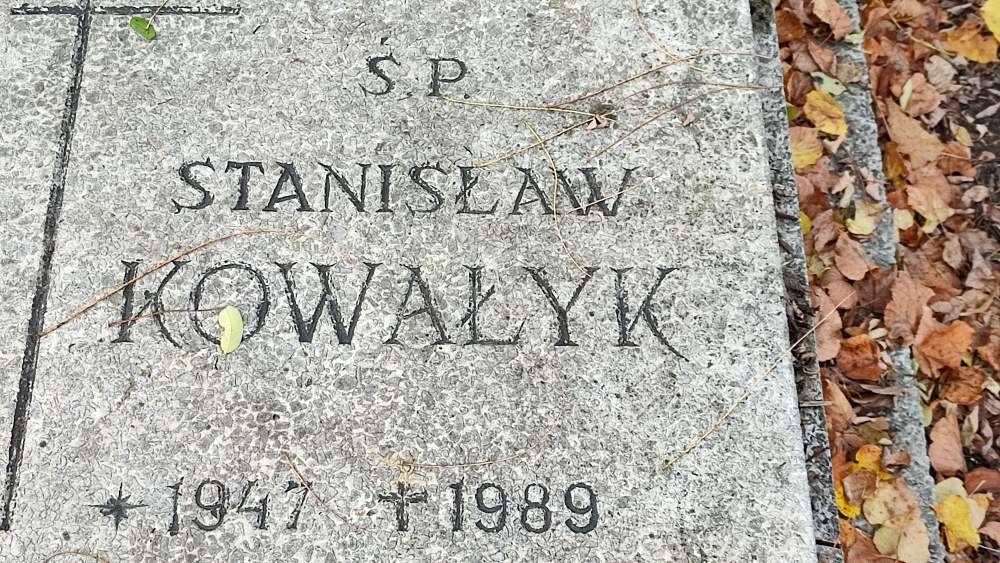 Ś.P.
STANISŁAW
KOWAŁYK
* 1947 ✝ 1989